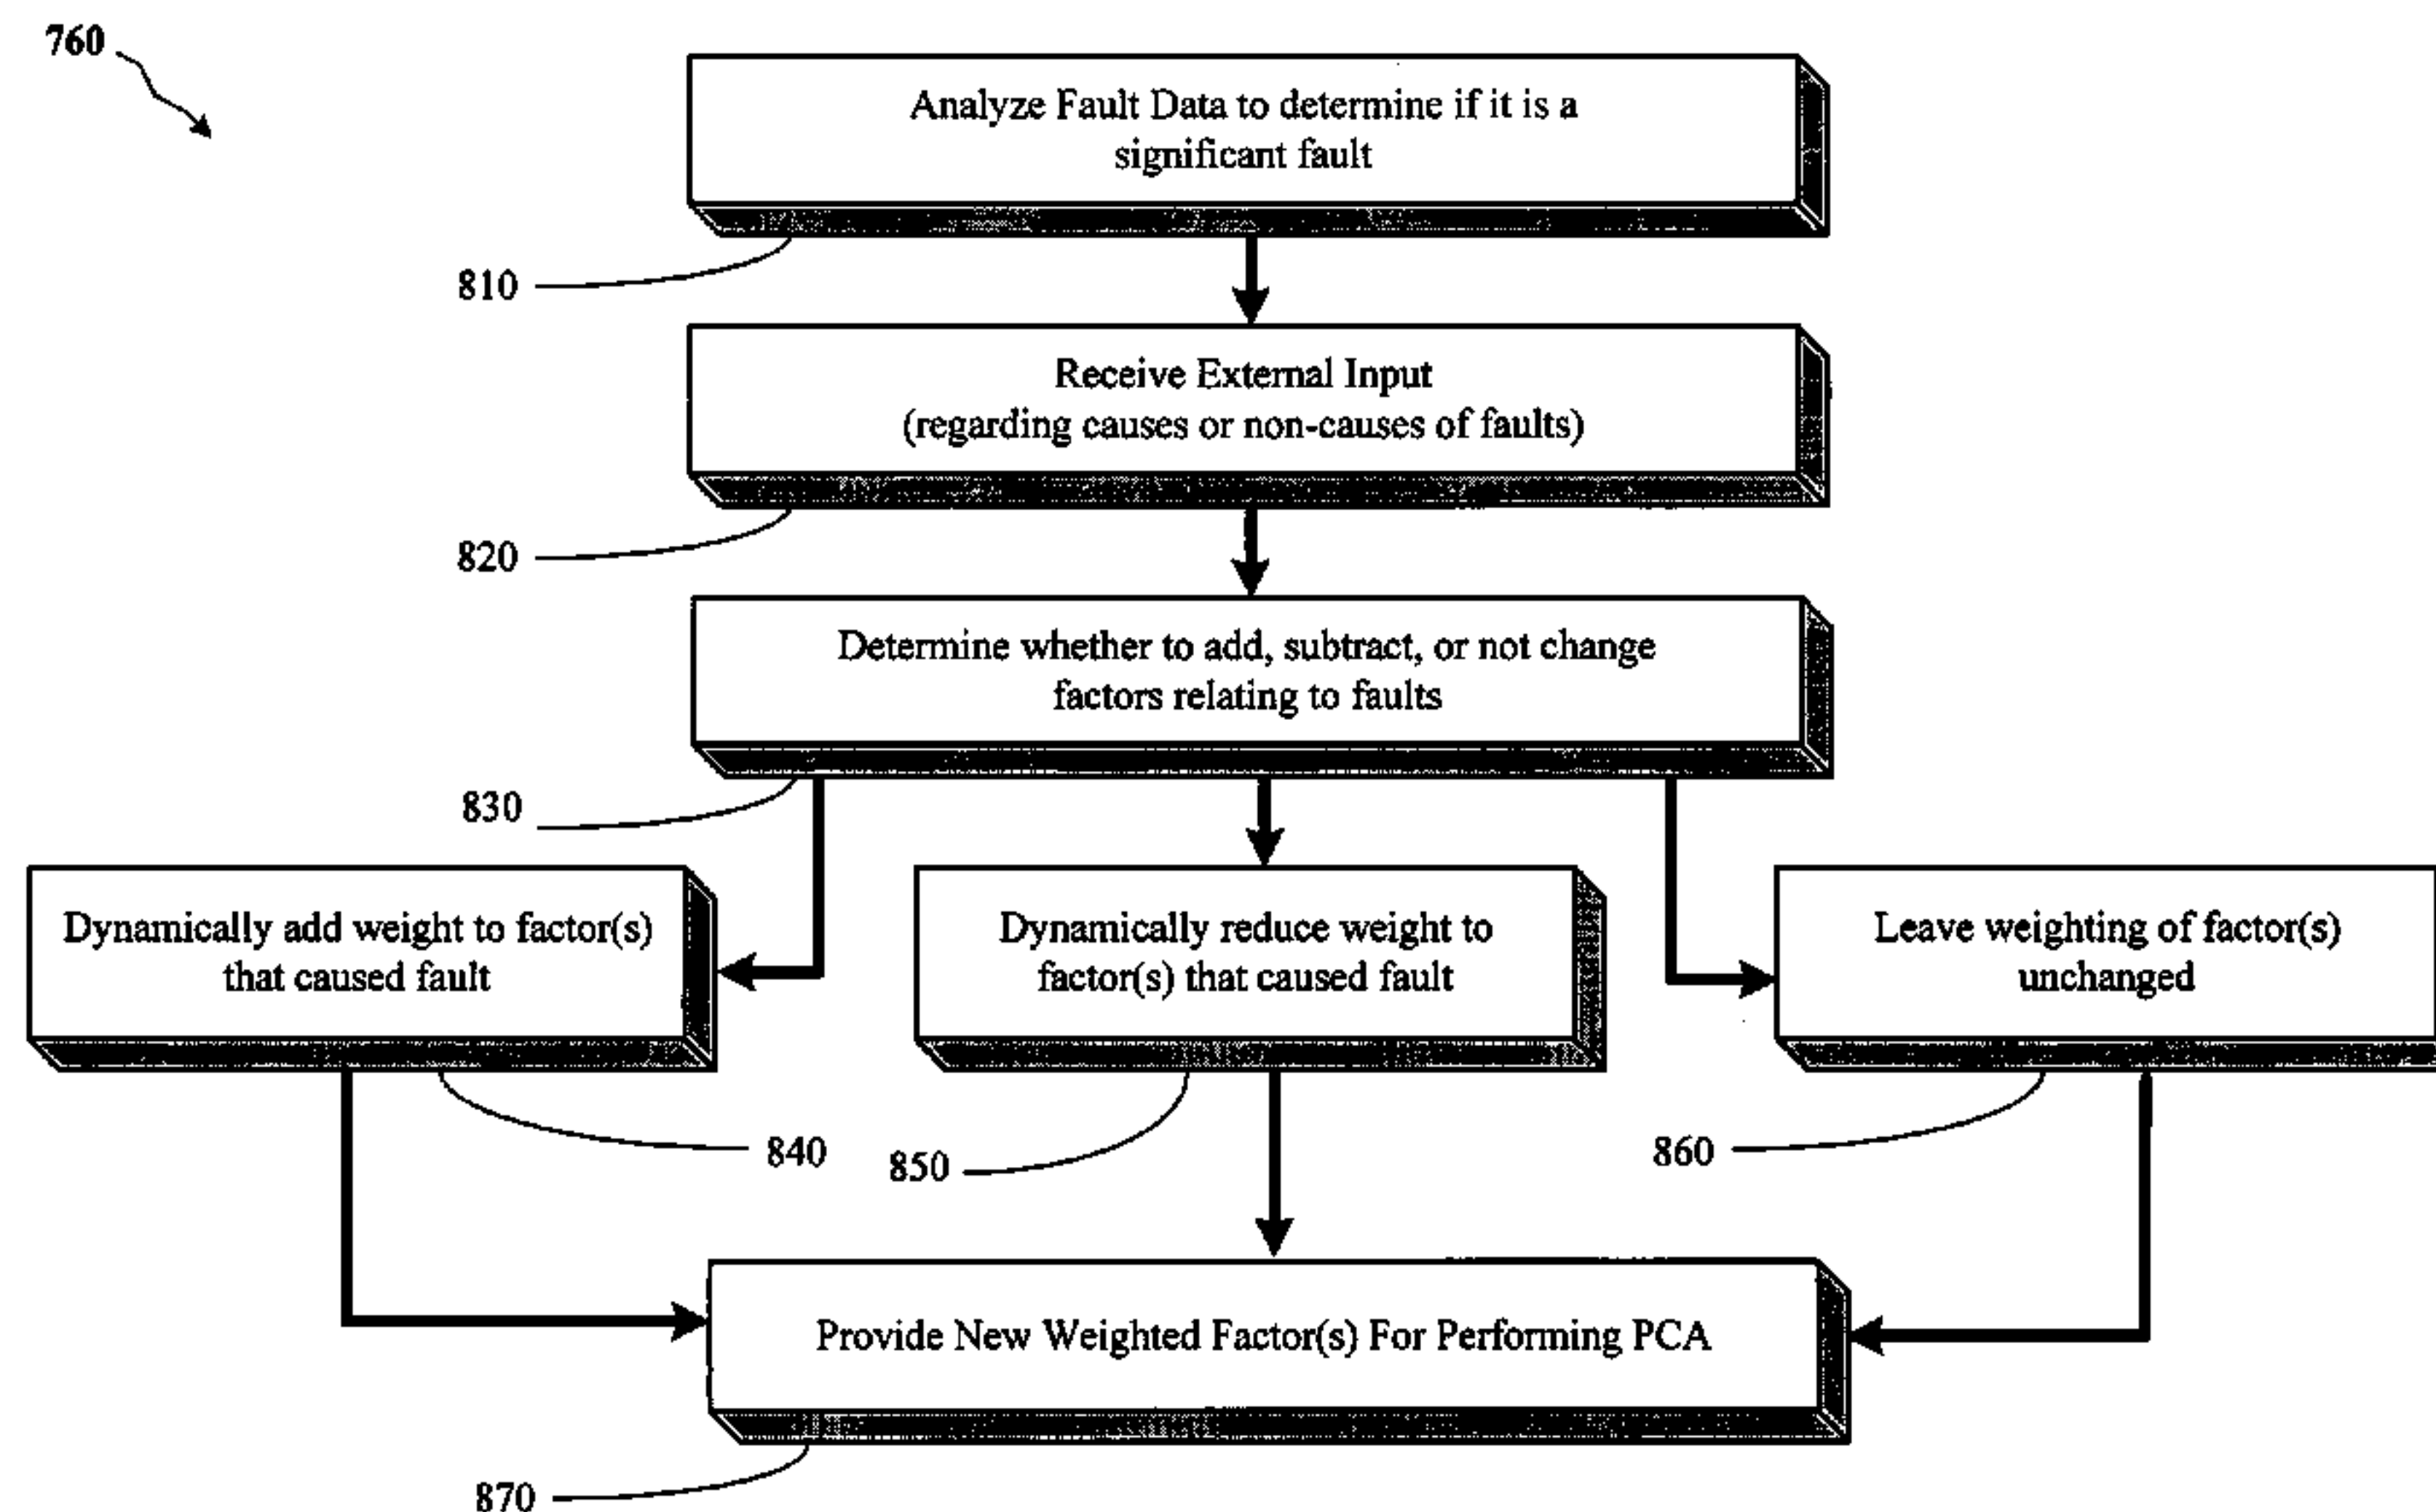 760
Analyze Fault Data to determine if it is a
significant fault
810
Receive External Input
(regarding causes or non-causes of faults)
820
Determine whether to add, subtract, or not change
factors relating to faults
830
Dynamically add weight to factor(s)
that caused fault
Dynamically reduce weight to
factor(s) that caused fault
Leave weighting of factor(s)
unchanged
840
850
860
Provide New Weighted Factor(s) For Performing PCA
870